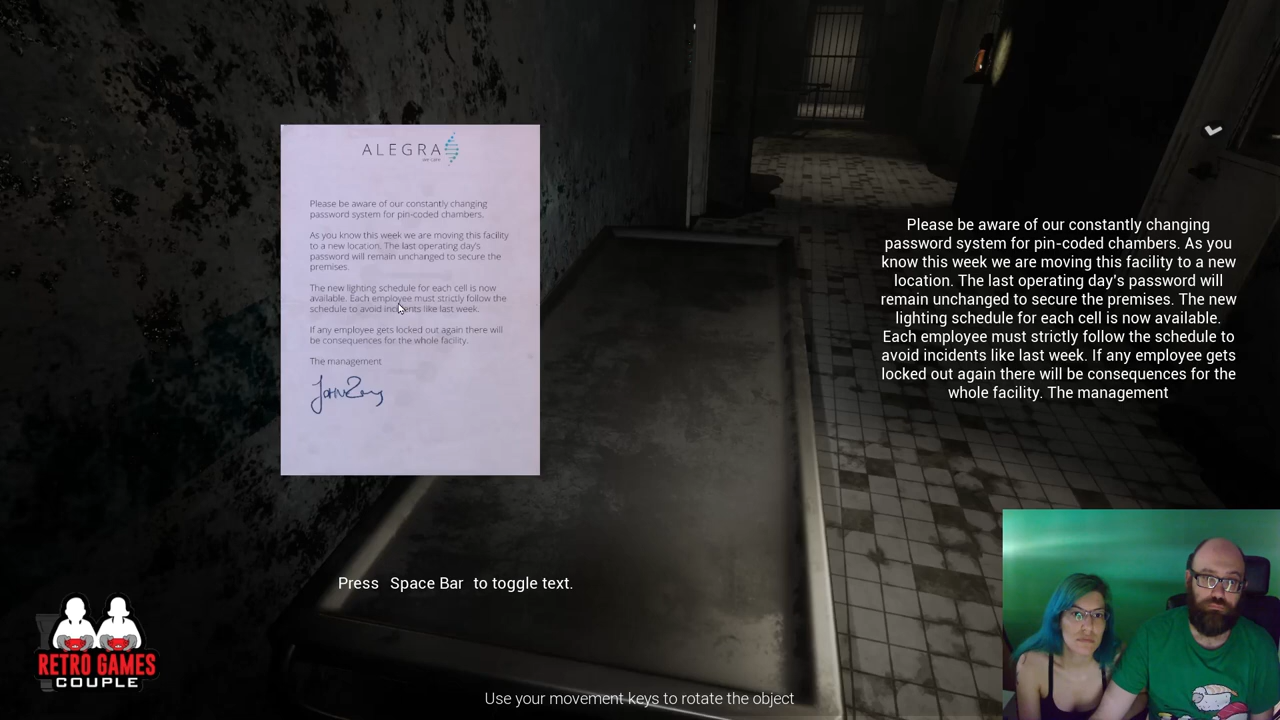 ALEGRA
we care
Please be aware of our constantly changing
password system for pin-coded chambers.
As you know this week we are moving this facility
to a new location. The last operating day's
password will remain unchanged to secure the
premises.
The new lighting schedule for each cell is now
available. Each employee must strictly follow the
schedule to avoid incidents like last week.
If any employee gets locked out again there will
be consequences for the whole facility.
The management
Please be aware of our constantly changing
password system for pin-coded chambers. As you
know this week we are moving this facility to a new
location. The last operating day's password will
remain unchanged to secure the premises. The new
lighting schedule for each cell is now available.
Each employee must strictly follow the schedule to
avoid incidents like last week. If any employee gets
locked out again there will be consequences for the
whole facility. The management
Press Space Bar to toggle text.
RETRO GAMES
COUPLE
Use your movement keys to rotate the object